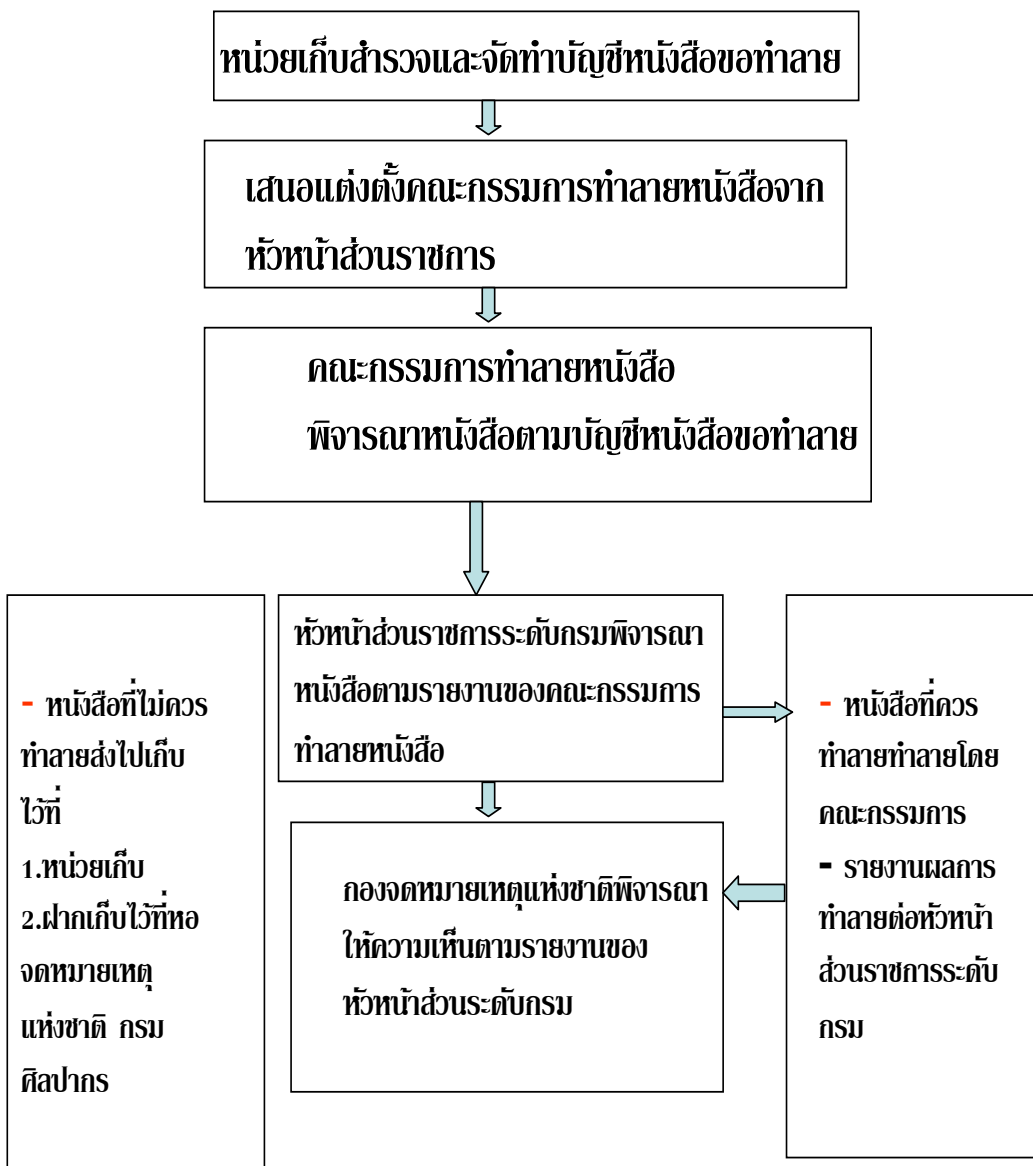 หน่วยเก็บสำรวจและจัดทำบัญชีหนังสือขอทำลาย
เสนอแต่งตั้งคณะกรรมการทำลายหนังสือจาก
หัวหน้าส่วนราชการ
คณะกรรมการทำลายหนังสือ
พิจารณาหนังสือตามบัญชีหนังสือขอทำลาย
- หนังสือที่ไม่ควร
ทำลายส่งไปเก็บ
ไว้ที่
1.หน่วยเก็บ
2.ฝากเก็บไว้ที่หอ
จดหมายเหตุ
แห่งชาติ กรม
ศิลปากร
หัวหน้าส่วนราชการระดับกรมพิจารณา
หนังสือตามรายงานของคณะกรรมการ
ทำลายหนังสือ
กองจดหมายเหตุแห่งชาติพิจารณา
ให้ความเห็นตามรายงานของ
หัวหน้าส่วนระดับกรม
- หนังสือที่ควร
ทำลายทำลายโดย
คณะกรรมการ
- รายงานผลการ
ทำลายต่อหัวหน้า
ส่วนราชการระดับ
กรม